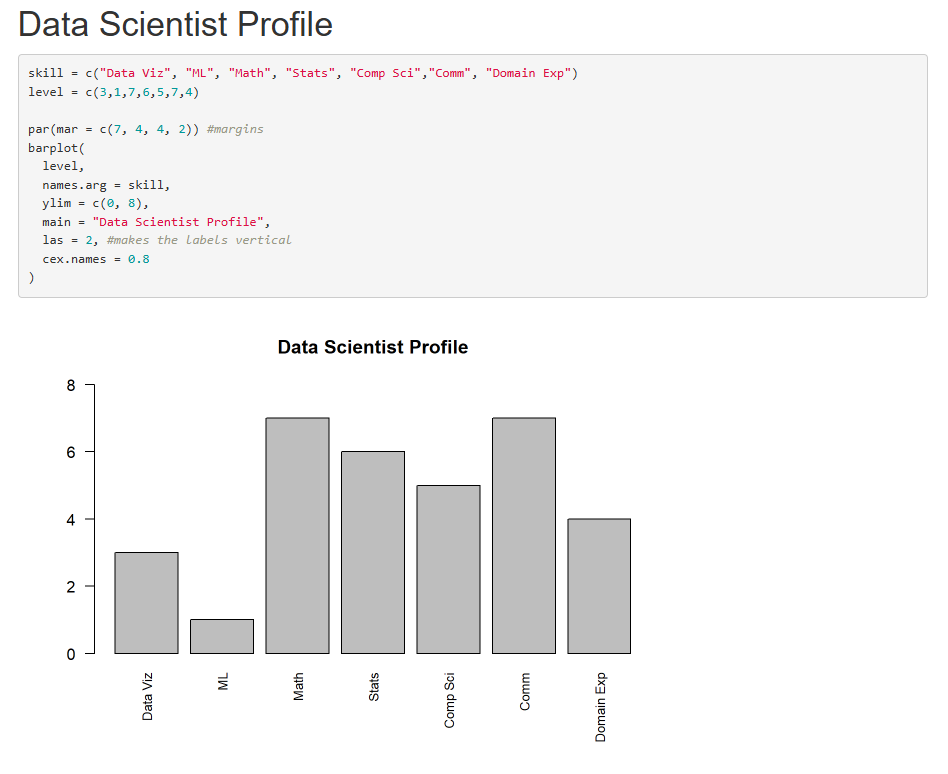 Data Scientist Profile
skill = c("Data Viz", "ML", "Math", "Stats", "Comp Sci","Comm", "Domain Exp")
level = c(3,1,7,6,5,7,4)
par(mar = c(7, 4, 4, 2)) #margins
barplot(
  level,
  names.arg = skill,
  ylim = c(0, 8),
  main = "Data Scientist Profile",
  las = 2, #makes the labels vertical
  cex.names = 0.8
)
Data Scientist Profile
8
6
4
2
0
Data Viz
ML
Math
Stats
Comp Sci
Comm
Domain Exp